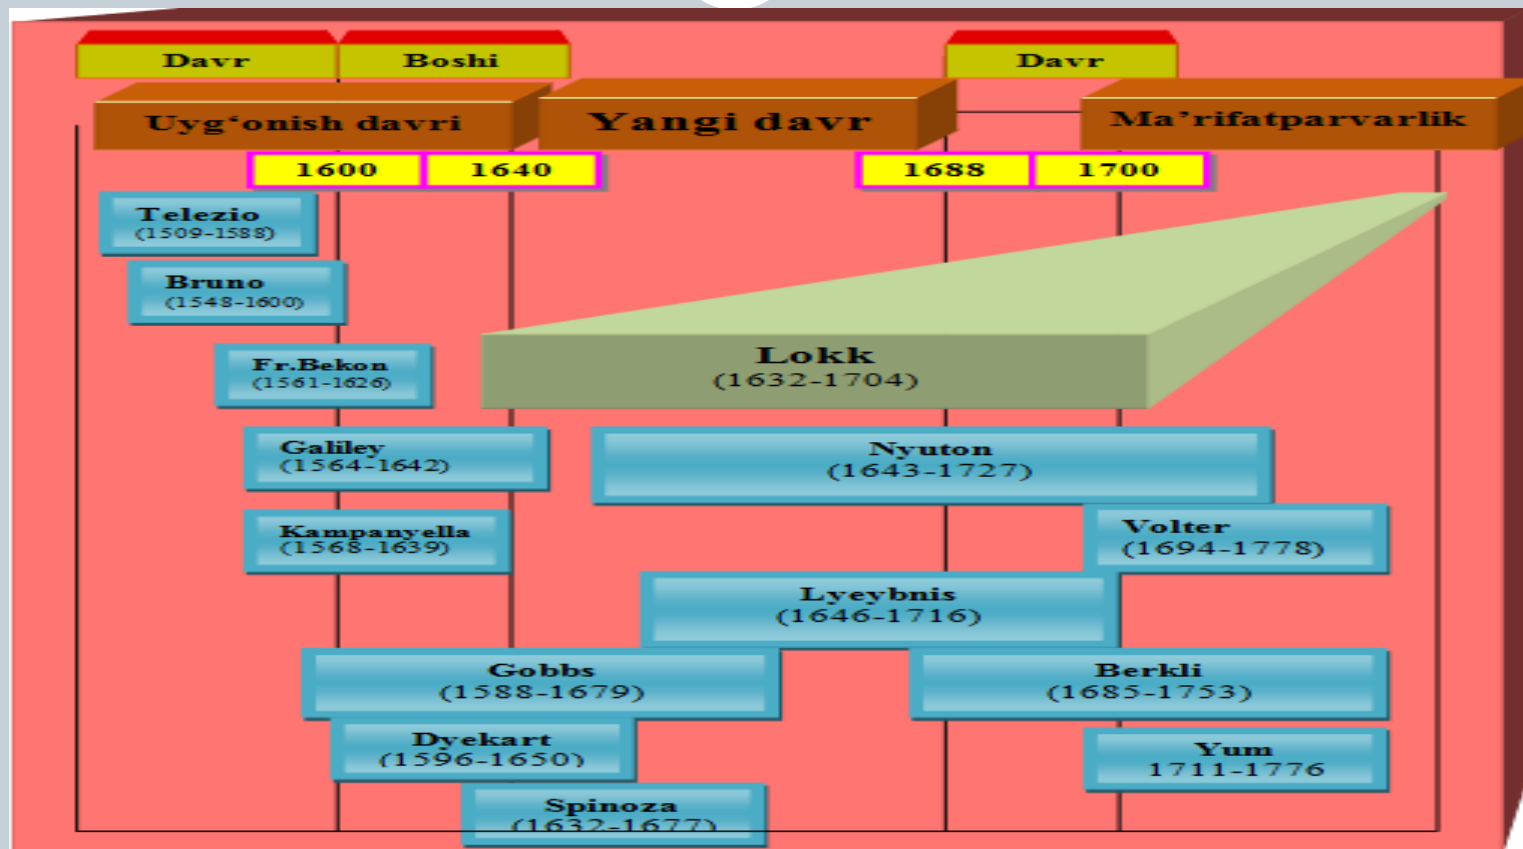 Davr
Boshi
Davr
Uyg‘onish davri
Yangi davr
Ma’rifatparvarlik
1600
1640
1688
1700
Telezio
(1509-1588)
Bruno
(1548-1600)
Fr.Bekon
(1561-1626)
Lokk
(1632-1704)
Galiley
(1564-1642)
Nyuton
(1643-1727)
Kampanyella
(1568-1639)
Volter
(1694-1778)
Lyeybnis
(1646-1716)
Gobbs
(1588-1679)
Berkli
(1685-1753)
Dyekart
(1596-1650)
Yum
1711-1776
Spinoza
(1632-1677)